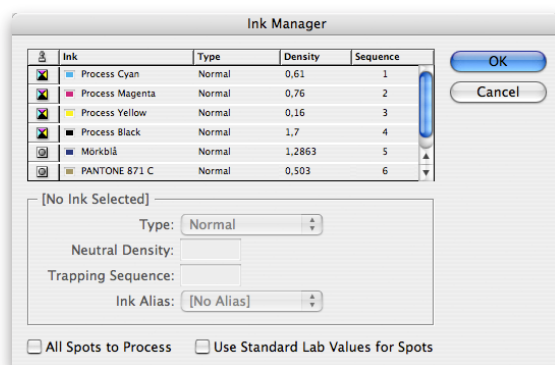 Ink Manager
Ink Type Density Sequence
Process Cyan Normal 0,61 1
Process Magenta Normal 0,76 2
Process Yellow Normal 0,16 3
Process Black Normal 1,7 4
Mörkblå Normal 1,2863 5
PANTONE 871 C Normal 0,503 6
OK
Cancel
[No Ink Selected]
Type: Normal
Neutral Density:
Trapping Sequence:
Ink Alias: [No Alias]
All Spots to Process Use Standard Lab Values for Spots